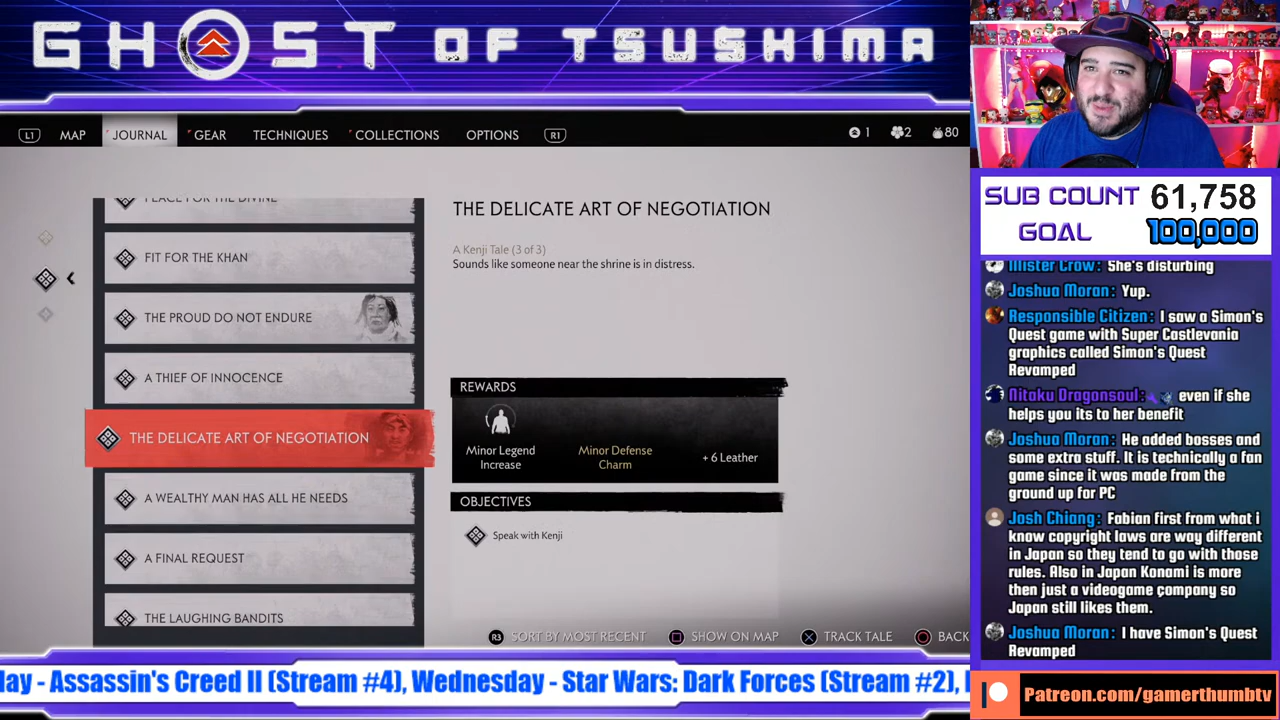 GHOST OF TSUSHIMA
L1 MAP JOURNAL GEAR TECHNIQUES COLLECTIONS OPTIONS R1
1 2 80
PLACE FOR THE DIVINE
FIT FOR THE KHAN
THE PROUD DO NOT ENDURE
A THIEF OF INNOCENCE
THE DELICATE ART OF NEGOTIATION
A WEALTHY MAN HAS ALL HE NEEDS
A FINAL REQUEST
THE LAUGHING BANDITS
THE DELICATE ART OF NEGOTIATION
A Kenji Tale (3 of 3)
Sounds like someone near the shrine is in distress.
REWARDS
Minor Legend
Increase
Minor Defense
Charm
+ 6 Leather
OBJECTIVES
Speak with Kenji
R3 SORT BY MOST RECENT SHOW ON MAP TRACK TALE BACK
SUB COUNT 61,758
GOAL 100,000
Mister Crow: She's disturbing
Joshua Moran: Yup.
Responsible Citizen: I saw a Simon's
Quest game with Super Castlevania
graphics called Simon's Quest
Revamped
Nitaku Dragonsoul: even if she
helps you its to her benefit
Joshua Moran: He added bosses and
some extra stuff. It is technically a fan
game since it was made from the
ground up for PC
Josh Chiang: Fabian first from what i
know copyright laws are way different
in Japan so they tend to go with those
rules. Also in Japan Konami is more
then just a videogame company so
Japan still likes them.
Joshua Moran: I have Simon's Quest
Revamped
day - Assassin's Creed II (Stream #4), Wednesday - Star Wars: Dark Forces (Stream #2),
Patreon.com/gamerthumbtv